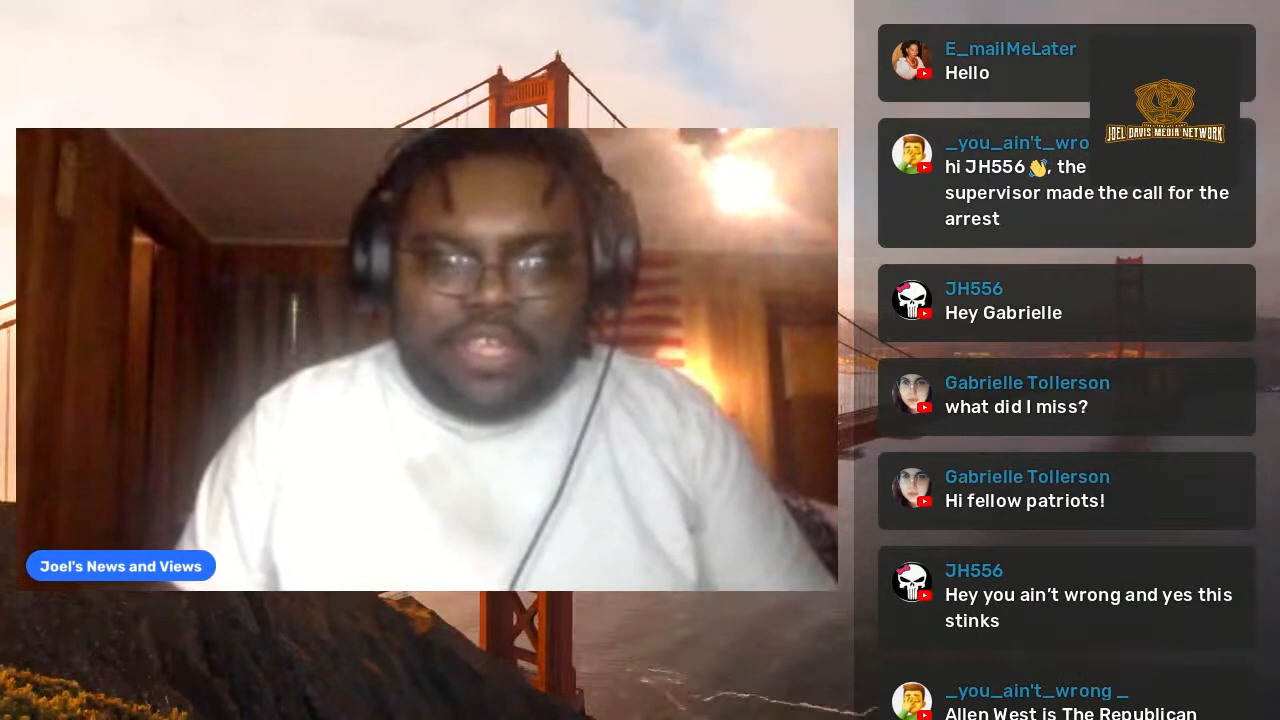 E_mailMeLater
Hello
JOEL DAVIS MEDIA NETWORK
_you_ain't_wro
hi JH556 👋, the
supervisor made the call for the
arrest
JH556
Hey Gabrielle
Gabrielle Tollerson
what did I miss?
Gabrielle Tollerson
Hi fellow patriots!
Joel's News and Views
JH556
Hey you ain’t wrong and yes this
stinks
_you_ain't_wrong _
Allen West is The Republican